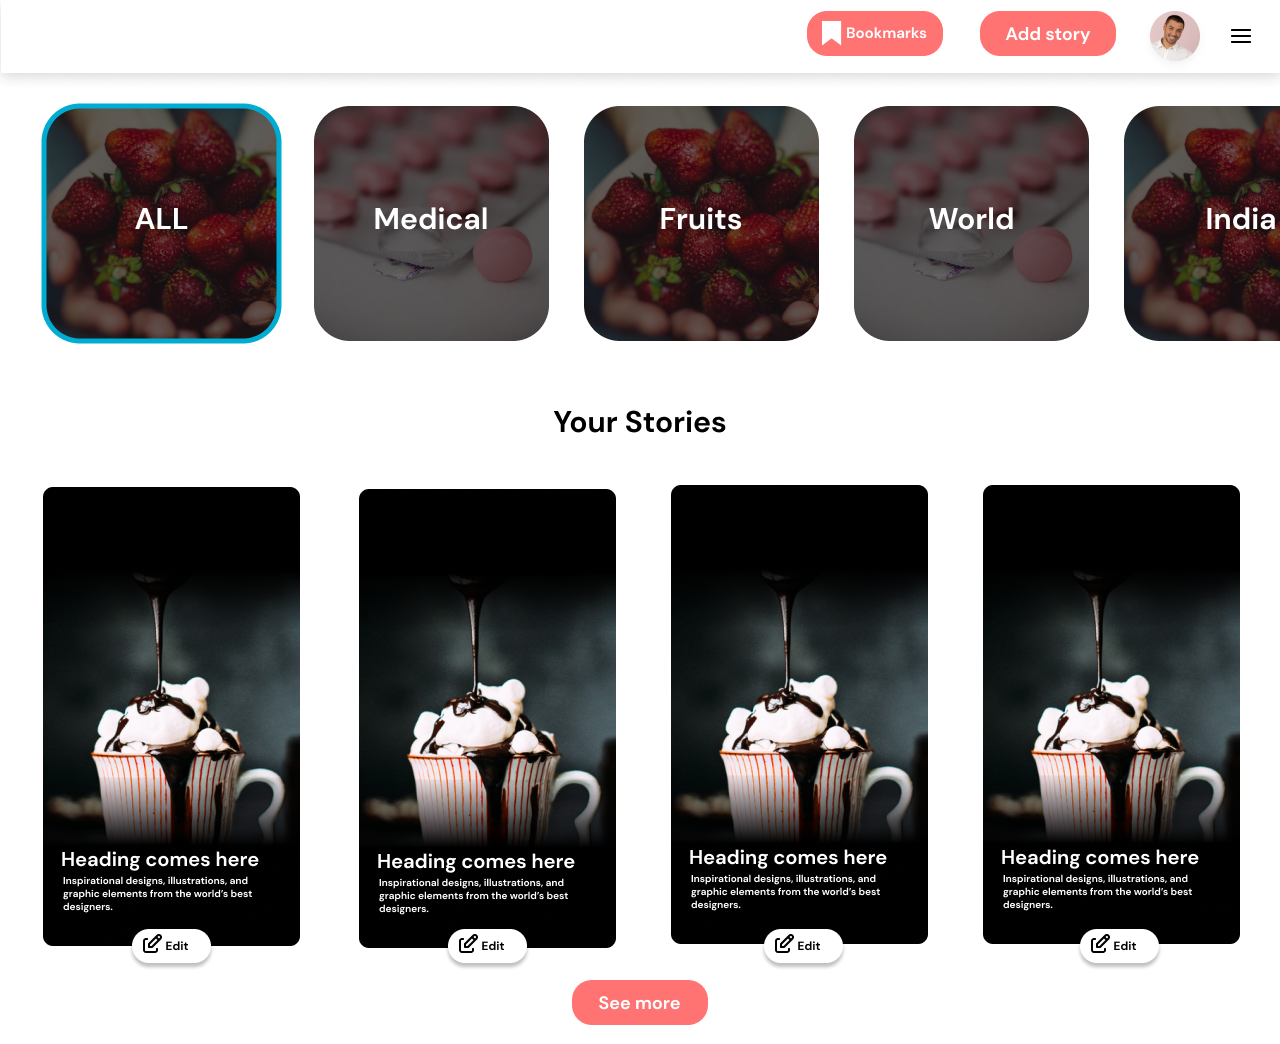 Bookmarks
Add story
ALL
Medical
Fruits
World
India
Your Stories
Heading comes here
Inspirational designs, illustrations, and
graphic elements from the world’s best
designers.
Edit
Heading comes here
Inspirational designs, illustrations, and
graphic elements from the world’s best
designers.
Edit
Heading comes here
Inspirational designs, illustrations, and
graphic elements from the world’s best
designers.
Edit
Heading comes here
Inspirational designs, illustrations, and
graphic elements from the world’s best
designers.
Edit
See more